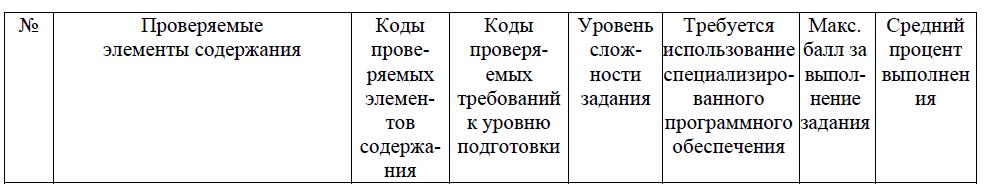 №
Проверяемые
элементы содержания
Коды
прове-
ряемых
элемен-
тов
содержа-
ния
Коды
проверя-
емых
требований
к уровню
подготовки
Уровень
слож-
ности
задания
Требуется
использование
специализиро-
ванного
программного
обеспечения
Макс.
балл за
выпол-
нение
задания
Средний
процент
выполнен
ия